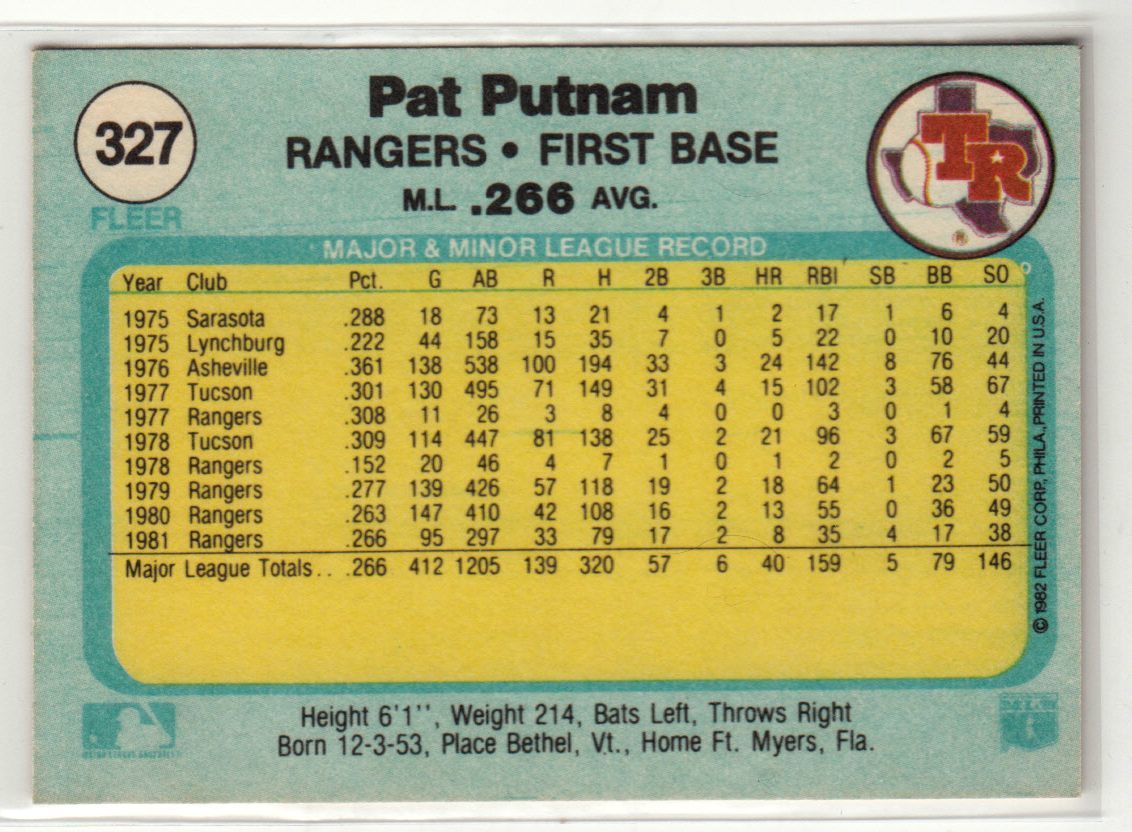 327
FLEER
Pat Putnam
RANGERS • FIRST BASE
M.L. .266 AVG.
TR
MAJOR & MINOR LEAGUE RECORD
Year Club Pct. G AB R H 2B 3B HR RBI SB BB SO
1975 Sarasota .288 18 73 13 21 4 1 2 17 1 6 4
1975 Lynchburg .222 44 158 15 35 7 0 5 22 0 10 20
1976 Asheville .361 138 538 100 194 33 3 24 142 8 76 44
1977 Tucson .301 130 495 71 149 31 4 15 102 3 58 67
1977 Rangers .308 11 26 3 8 4 0 0 3 0 1 4
1978 Tucson .309 114 447 81 138 25 2 21 96 3 67 59
1978 Rangers .152 20 46 4 7 1 0 1 2 0 2 5
1979 Rangers .277 139 426 57 118 19 2 18 64 1 23 50
1980 Rangers .263 147 410 42 108 16 2 13 55 0 36 49
1981 Rangers .266 95 297 33 79 17 2 8 35 4 17 38
Major League Totals . . .266 412 1205 139 320 57 6 40 159 5 79 146
© 1982 FLEER CORP., PHILA., PRINTED IN U.S.A.
Height 6'1'', Weight 214, Bats Left, Throws Right
Born 12-3-53, Place Bethel, Vt., Home Ft. Myers, Fla.